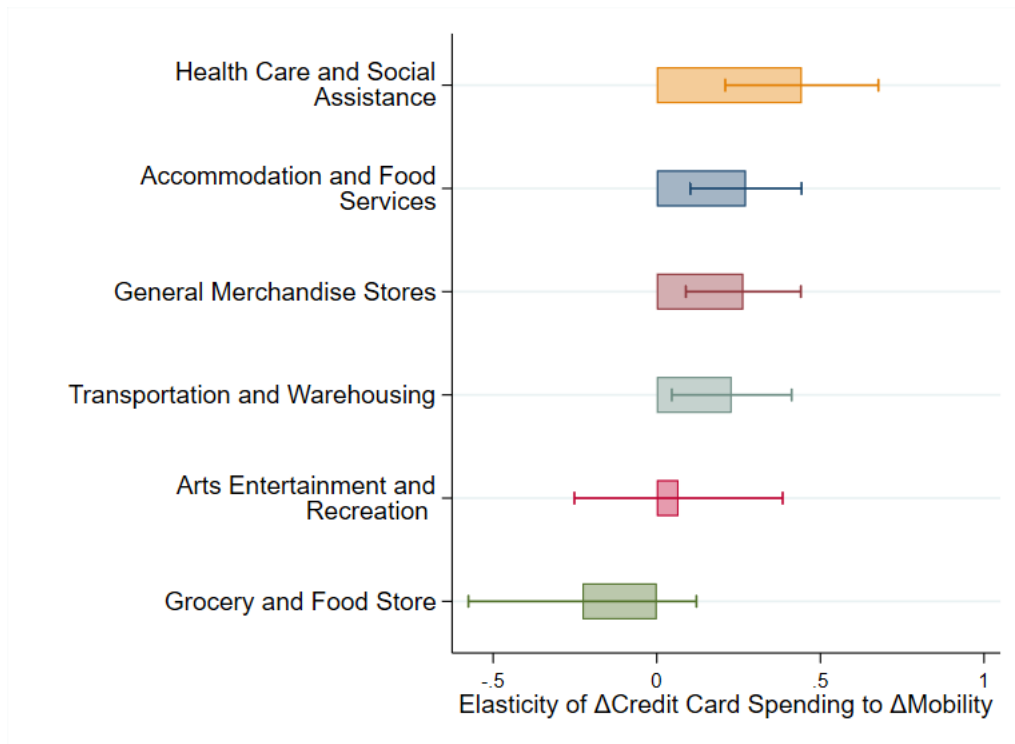 Health Care and Social
Assistance
Accommodation and Food
Services
General Merchandise Stores
Transportation and Warehousing
Arts Entertainment and
Recreation
Grocery and Food Store
-.5 0 .5 1
Elasticity of ΔCredit Card Spending to ΔMobility